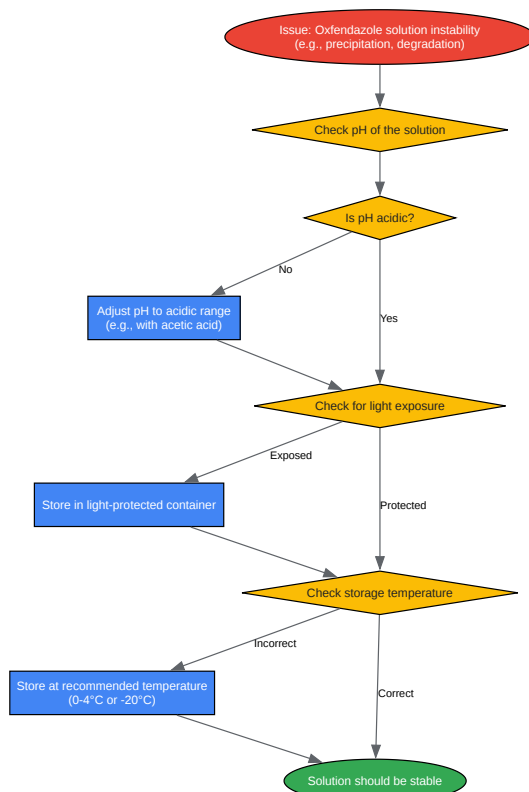 Issue: Oxfendazole solution instability
(e.g., precipitation, degradation)
Check pH of the solution
Is pH acidic?
No
Adjust pH to acidic range
(e.g., with acetic acid)
Yes
Check for light exposure
Exposed
Store in light-protected container
Protected
Check storage temperature
Incorrect
Store at recommended temperature
(0-4°C or -20°C)
Correct
Solution should be stable